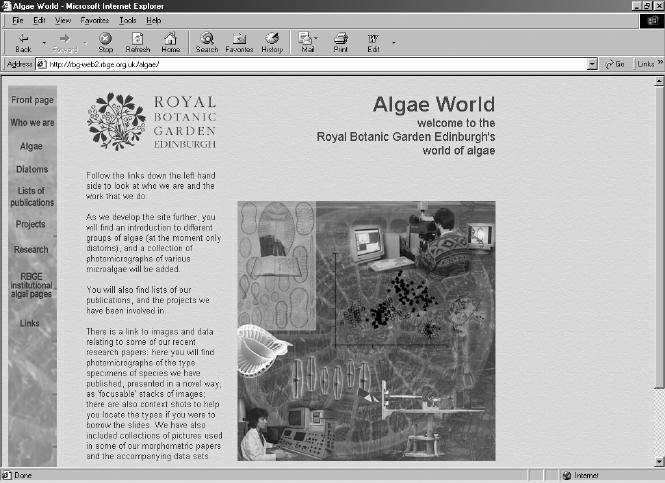 Algae World - Microsoft Internet Explorer
File Edit View Favorites Tools Help
Back Forward Stop Refresh Home Search Favorites History Mail Print Edit
Address http://rbg-web2.rbge.org.uk/algae/ Go Links »
Front page
Who we are
Algae
Diatoms
Lists of
publications
Projects
Research
RBGE
institutional
algal pages
Links
ROYAL
BOTANIC
GARDEN
EDINBURGH
Algae World
welcome to the
Royal Botanic Garden Edinburgh's
world of algae
Follow the links down the left hand
side to look at who we are and the
work that we do.
As we develop the site further, you
will find an introduction to different
groups of algae (at the moment only
diatoms), and a collection of
photomicrographs of various
microalgae will be added.
You will also find lists of our
publications, and the projects we
have been involved in.
There is a link to images and data
relating to some of our recent
research papers: here you will find
photomicrographs of the type
specimens of species we have
published, presented in a novel way,
as 'focusable' stacks of images;
there are also context shots to help
you locate the types if you were to
borrow the slides. We have also
included collections of pictures used
in some of our morphometric papers
and the accompanying data sets
Done
Internet